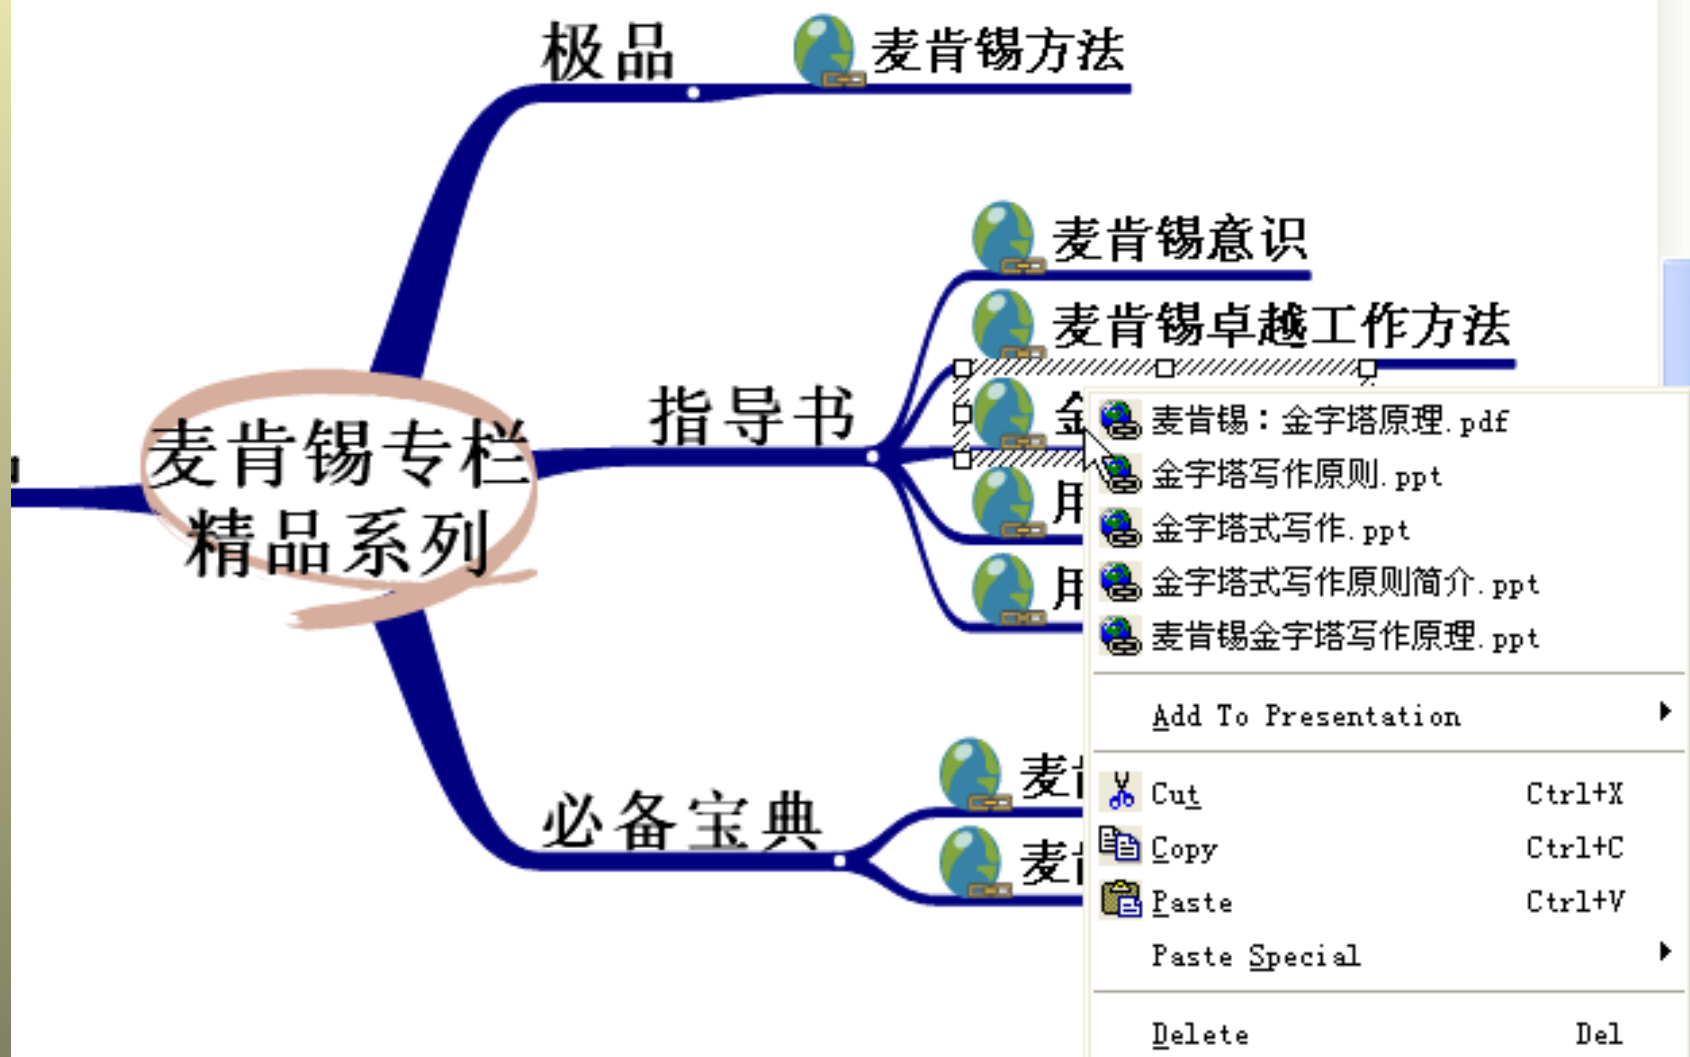 极品
麦肯锡方法
麦肯锡意识
麦肯锡卓越工作方法
指导书
金
用
用
麦肯锡专栏
精品系列
必备宝典
麦
麦
麦肯锡：金字塔原理.pdf
金字塔写作原则.ppt
金字塔式写作.ppt
金字塔式写作原则简介.ppt
麦肯锡金字塔写作原理.ppt
Add To Presentation
Cut Ctrl+X
Copy Ctrl+C
Paste Ctrl+V
Paste Special
Delete Del